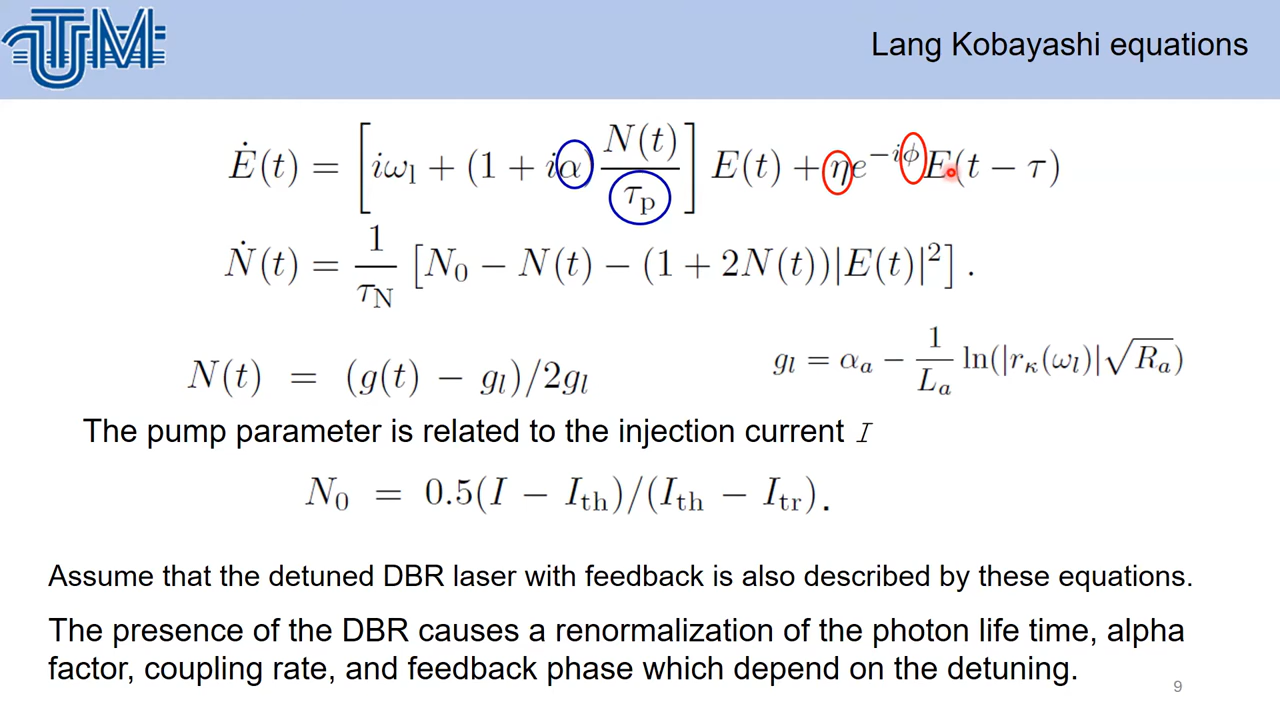 UTM
Lang Kobayashi equations
Ė(t) = [iω_l + (1 + iα) N(t)/τ_p] E(t) + ηe^{−iϕ}E(t − τ)
Ṅ(t) = 1/τ_N [N_0 − N(t) − (1 + 2N(t))|E(t)|^2] .
g_l = α_a − 1/L_a ln(|r_κ(ω_l)|√R_a)
N(t) = (g(t) − g_l)/2g_l
The pump parameter is related to the injection current I
N_0 = 0.5(I − I_th)/(I_th − I_tr).
Assume that the detuned DBR laser with feedback is also described by these equations.
The presence of the DBR causes a renormalization of the photon life time, alpha
factor, coupling rate, and feedback phase which depend on the detuning.
9